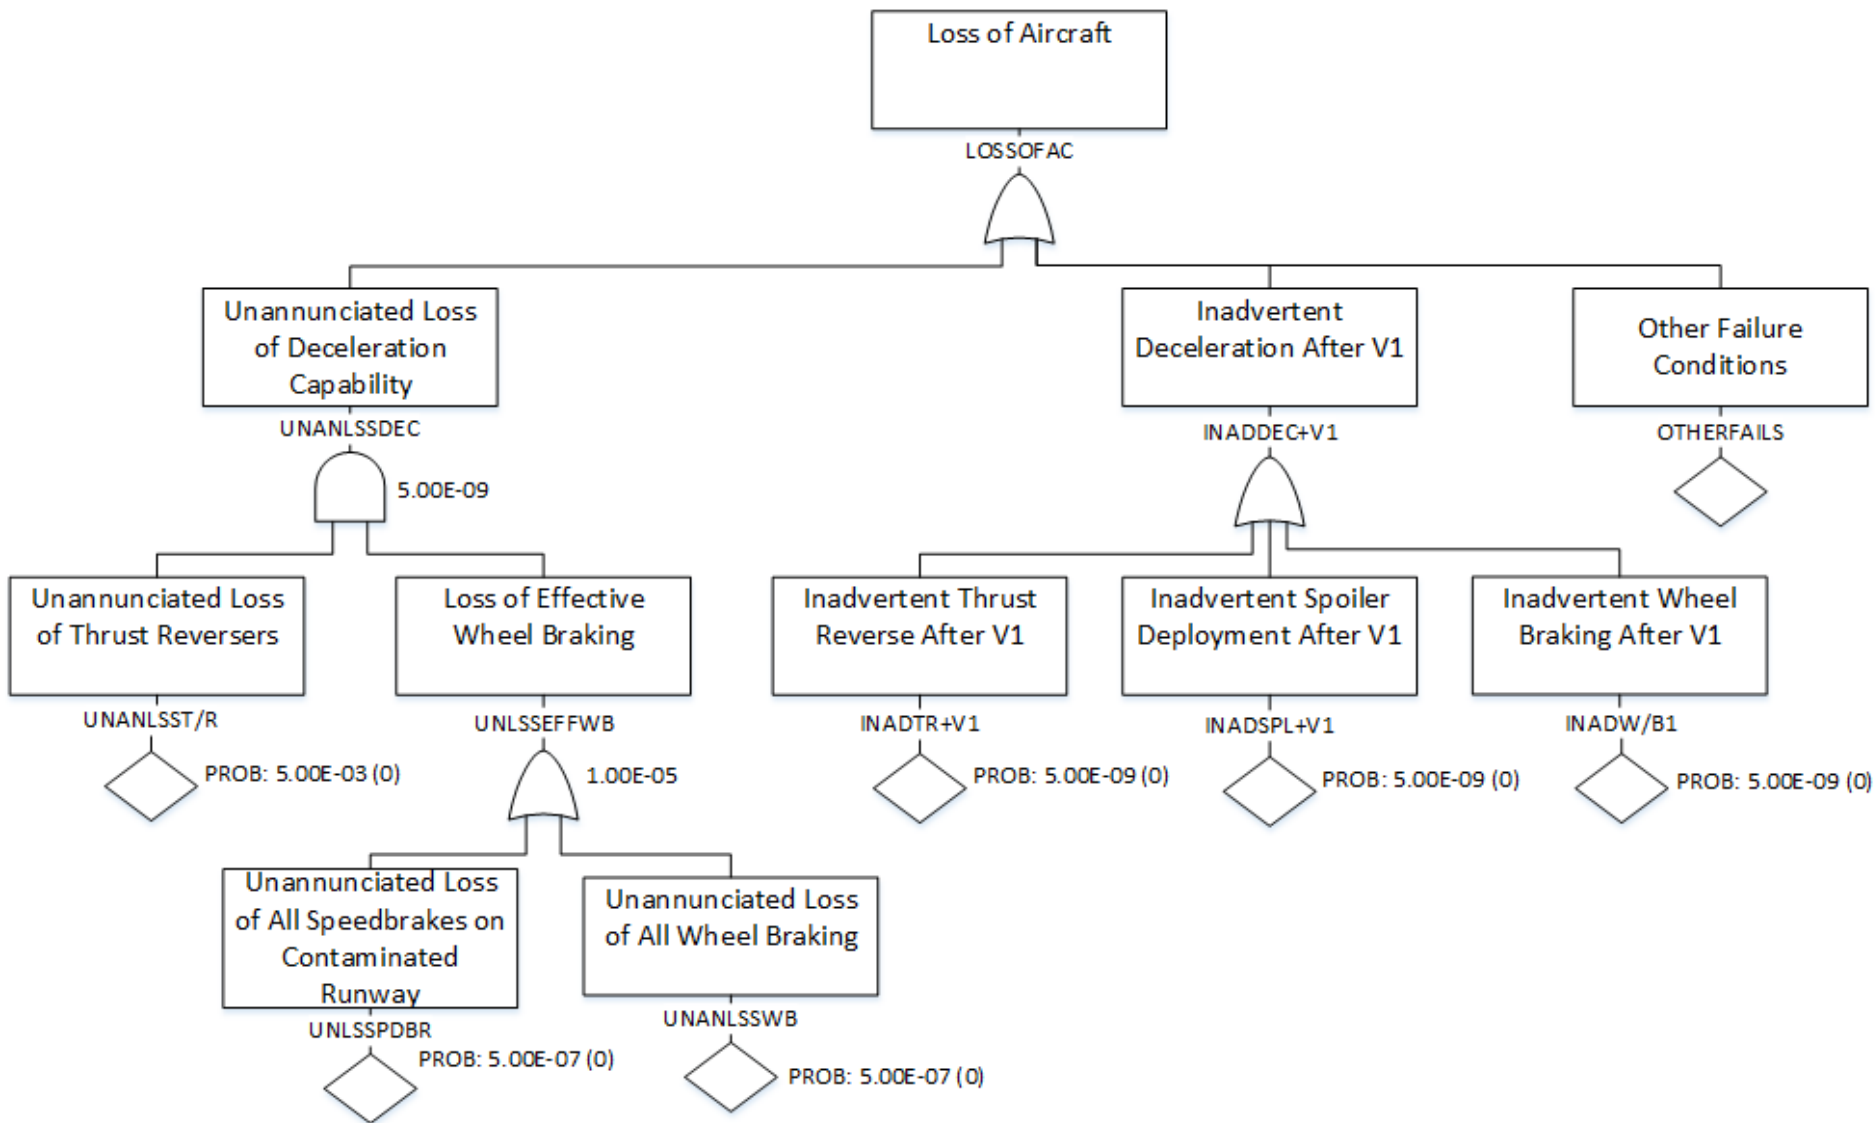 Loss of Aircraft
LOSSOFAC
Unannunciated Loss
of Deceleration
Capability
UNANLSSDEC
5.00E-09
Inadvertent
Deceleration After V1
INADDEC+V1
Other Failure
Conditions
OTHERFAILS
Unannunciated Loss
of Thrust Reversers
UNANLSST/R
PROB: 5.00E-03 (0)
Loss of Effective
Wheel Braking
UNLSSEFFWB
1.00E-05
Inadvertent Thrust
Reverse After V1
INADTR+V1
PROB: 5.00E-09 (0)
Inadvertent Spoiler
Deployment After V1
INADSPL+V1
PROB: 5.00E-09 (0)
Inadvertent Wheel
Braking After V1
INADW/B1
PROB: 5.00E-09 (0)
Unannunciated Loss
of All Speedbrakes on
Contaminated
Runway
UNLSSPDBR
PROB: 5.00E-07 (0)
Unannunciated Loss
of All Wheel Braking
UNANLSSWB
PROB: 5.00E-07 (0)